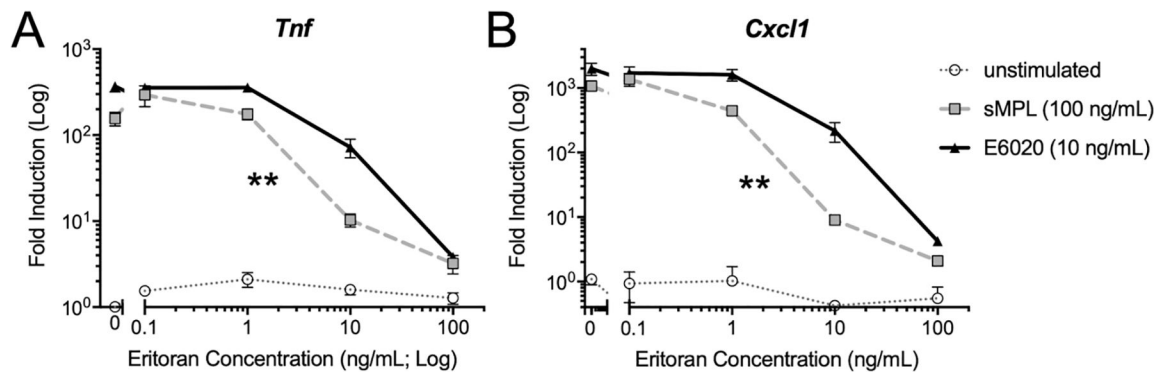 A
Tnf
10³
10²
10¹
10⁰
Fold Induction (Log)
0
0.1
1
10
100
Eritoran Concentration (ng/mL; Log)
**
B
Cxcl1
10³
10²
10¹
10⁰
Fold Induction (Log)
0
0.1
1
10
100
Eritoran Concentration (ng/mL)
**
unstimulated
sMPL (100 ng/mL)
E6020 (10 ng/mL)